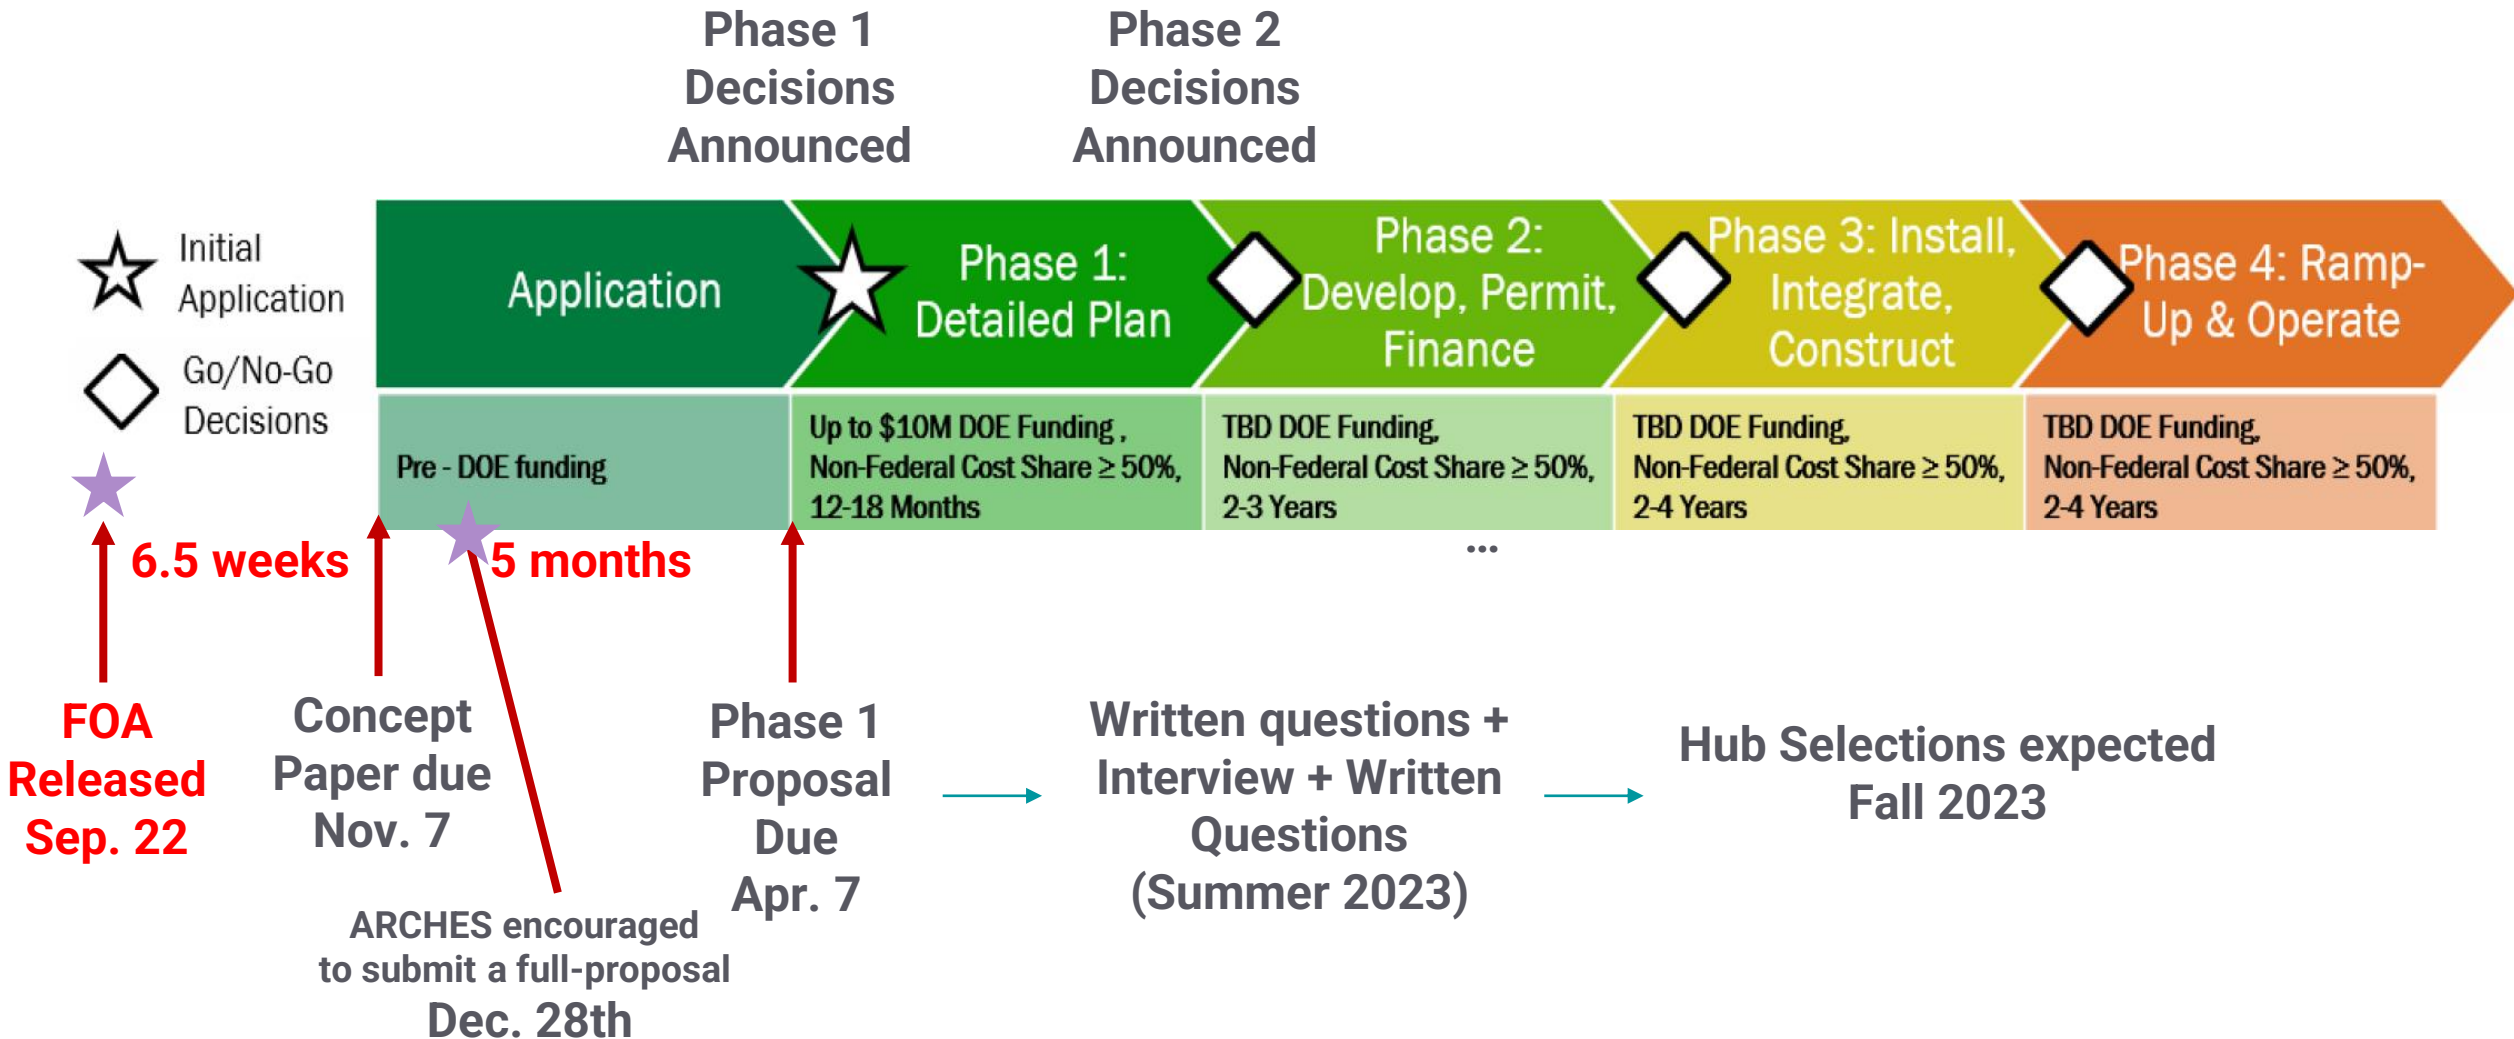 Phase 1
Decisions
Announced
Phase 2
Decisions
Announced
Initial
Application
Go/No-Go
Decisions
Application
Phase 1:
Detailed Plan
Phase 2:
Develop, Permit,
Finance
Phase 3: Install,
Integrate,
Construct
Phase 4: Ramp-
Up & Operate
Pre - DOE funding
Up to $10M DOE Funding ,
Non-Federal Cost Share ≥ 50%,
12-18 Months
TBD DOE Funding,
Non-Federal Cost Share ≥ 50%,
2-3 Years
TBD DOE Funding,
Non-Federal Cost Share ≥ 50%,
2-4 Years
TBD DOE Funding,
Non-Federal Cost Share ≥ 50%,
2-4 Years
6.5 weeks
5 months
...
FOA
Released
Sep. 22
Concept
Paper due
Nov. 7
ARCHES encouraged
to submit a full-proposal
Dec. 28th
Phase 1
Proposal
Due
Apr. 7
Written questions +
Interview + Written
Questions
(Summer 2023)
Hub Selections expected
Fall 2023